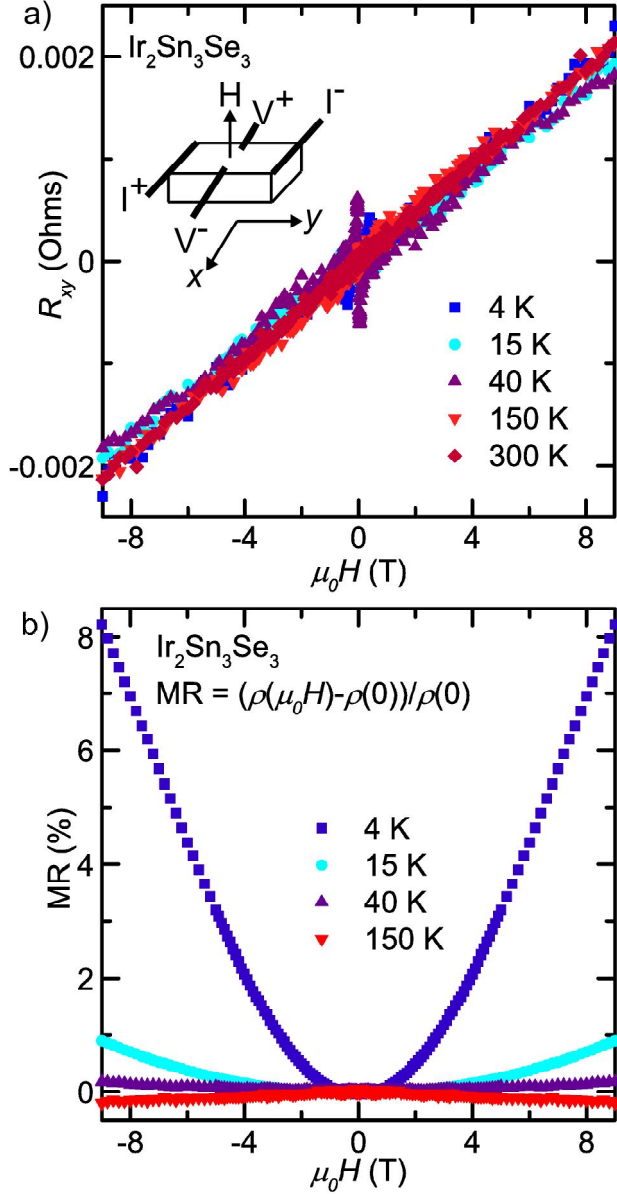 a)
Ir₂Sn₃Se₃
H
V⁺
I⁻
I⁺
V⁻
y
x
0.002
0
-0.002
R_xy (Ohms)
4 K
15 K
40 K
150 K
300 K
-8 -4 0 4 8
μ₀H (T)
b)
Ir₂Sn₃Se₃
MR = (ρ(μ₀H)-ρ(0))/ρ(0)
8
6
4
2
0
MR (%)
4 K
15 K
40 K
150 K
-8 -4 0 4 8
μ₀H (T)